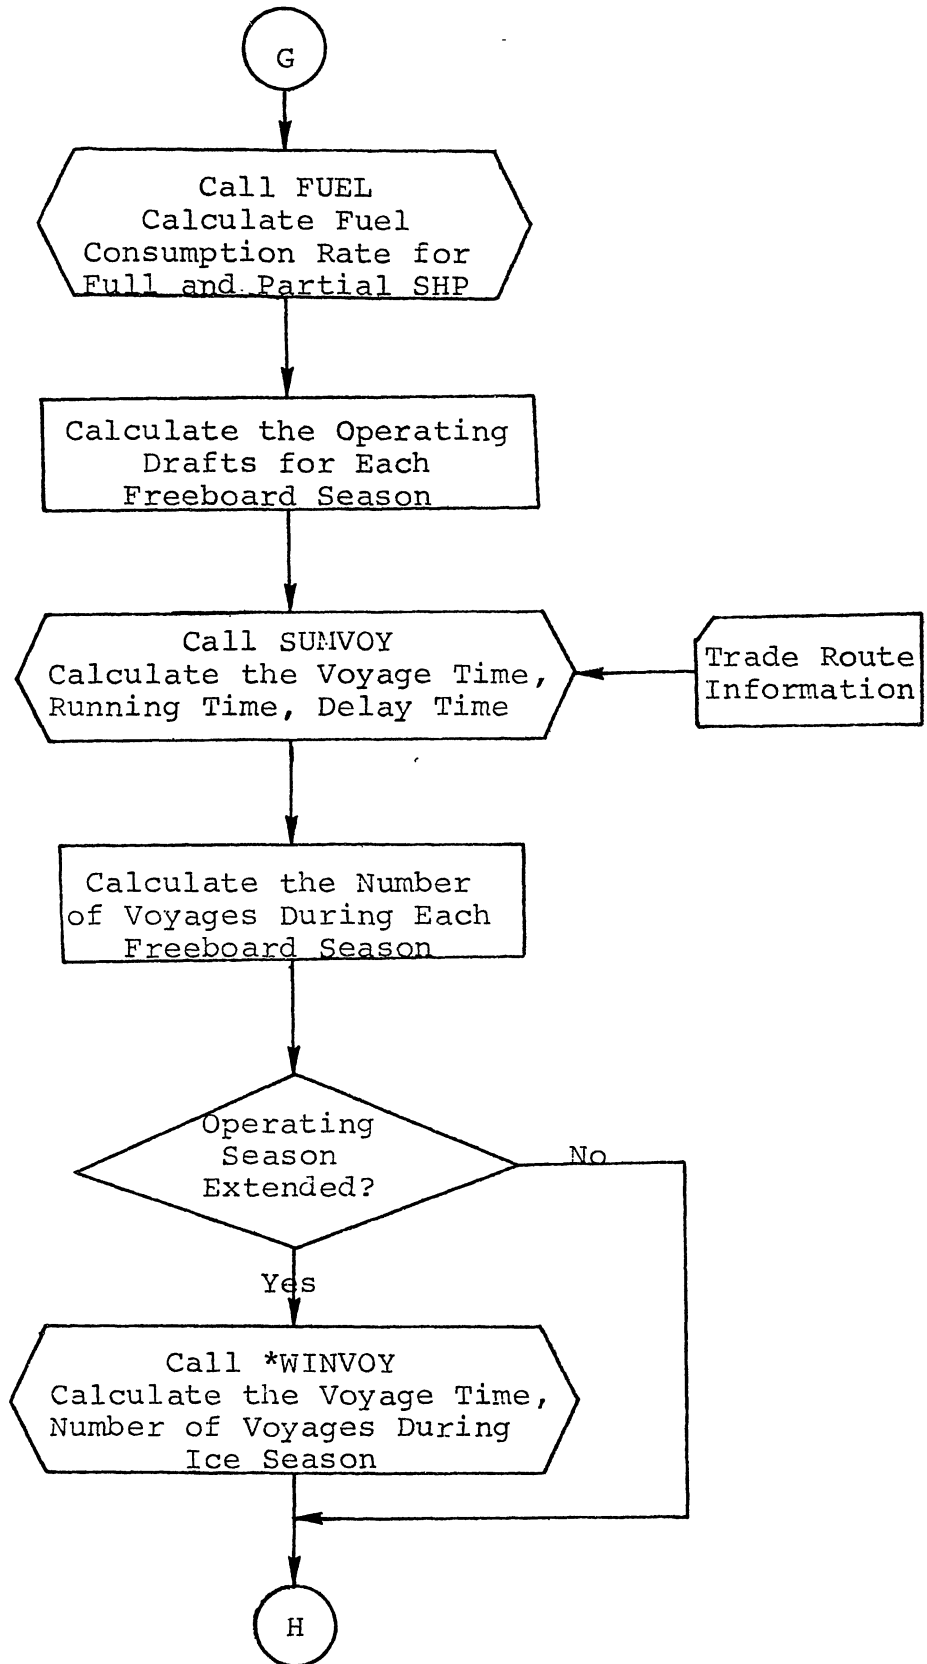 G
Call FUEL
Calculate Fuel
Consumption Rate for
Full and Partial SHP
Calculate the Operating
Drafts for Each
Freeboard Season
Call SUMVOY
Calculate the Voyage Time,
Running Time, Delay Time
Trade Route
Information
Calculate the Number
of Voyages During Each
Freeboard Season
Operating
Season
Extended?
No
Yes
Call *WINVOY
Calculate the Voyage Time,
Number of Voyages During
Ice Season
H